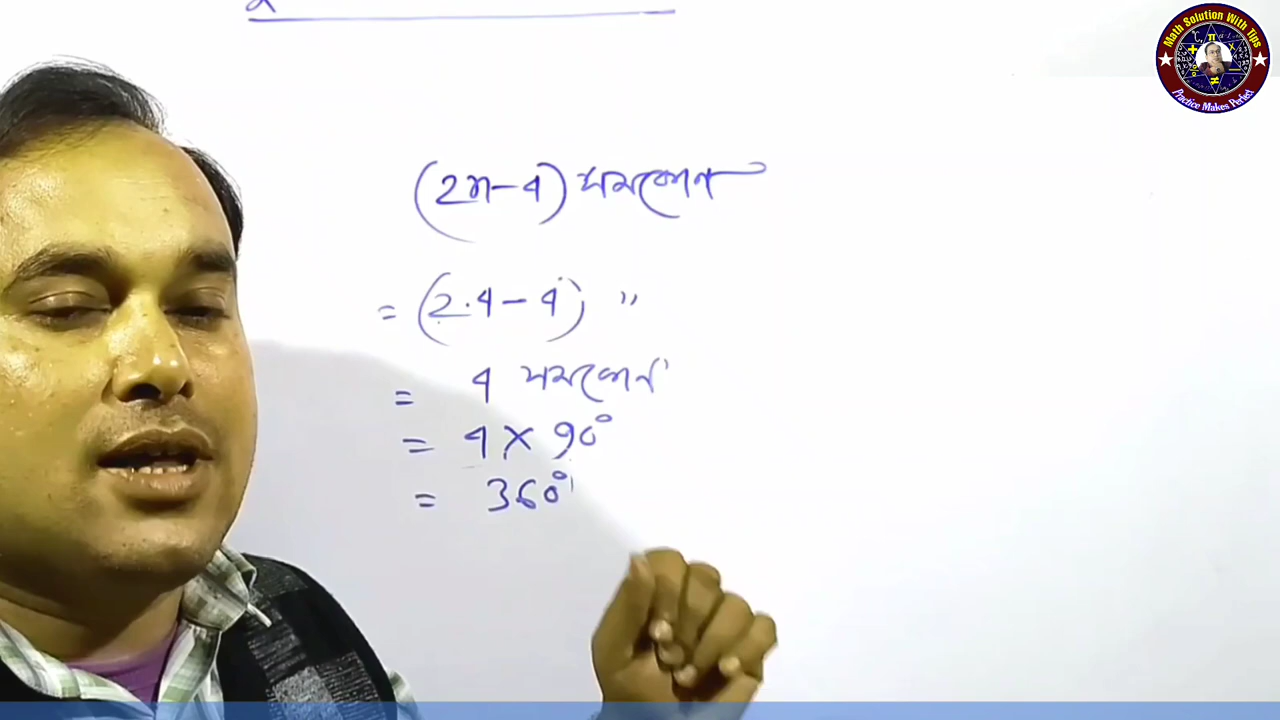 Math Solution With Tips
Practice Makes Perfect
(2n-4) সমকোণ
= (2.4-4) "
= 4 সমকোণ
= 4 × 90°
= 360°